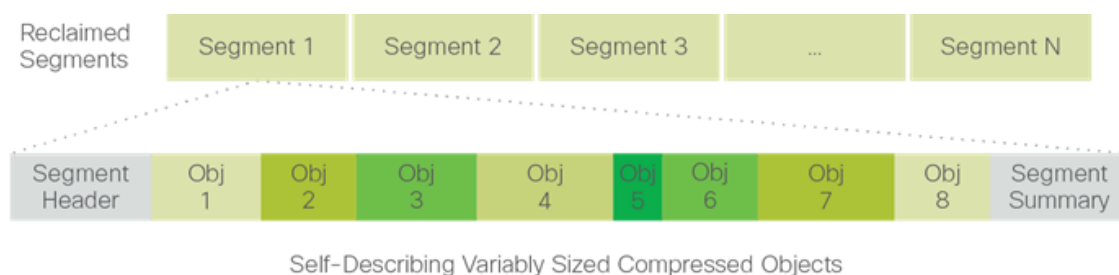 Reclaimed
Segments
Segment 1
Segment 2
Segment 3
...
Segment N
Segment
Header
Obj
1
Obj
2
Obj
3
Obj
4
Obj
5
Obj
6
Obj
7
Obj
8
Segment
Summary
Self-Describing Variably Sized Compressed Objects